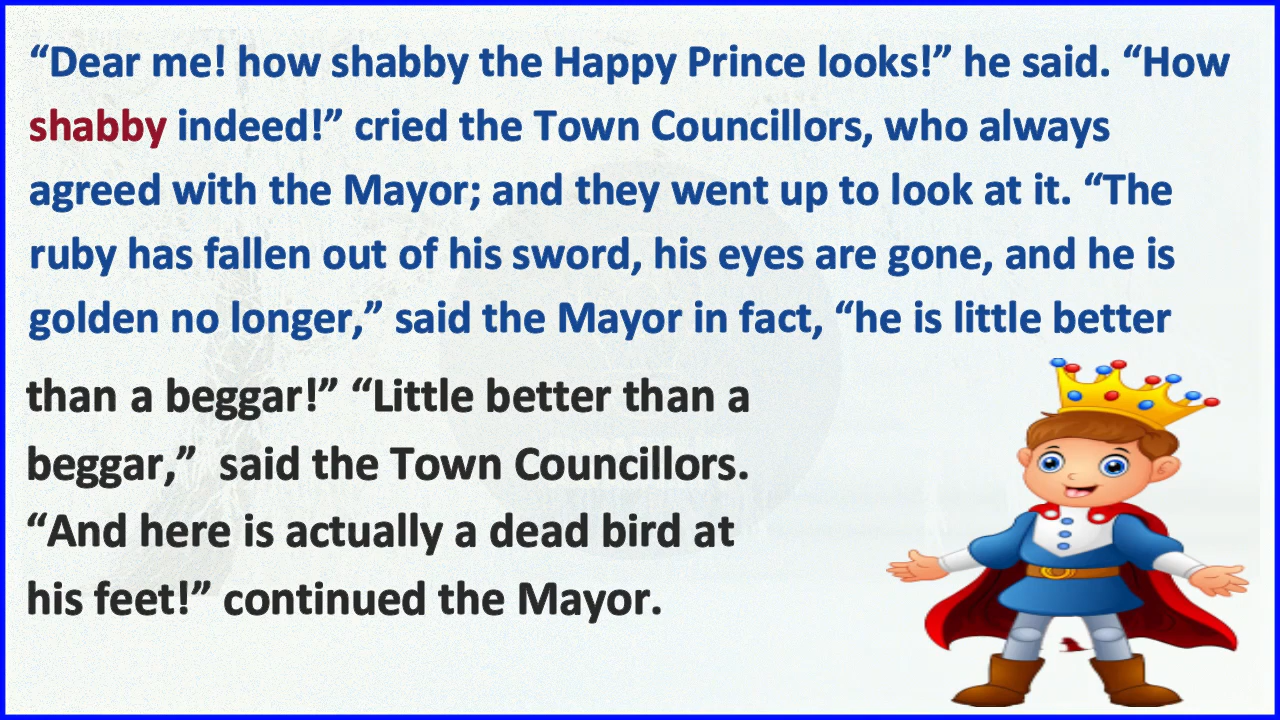 “Dear me! how shabby the Happy Prince looks!” he said. “How
shabby indeed!” cried the Town Councillors, who always
agreed with the Mayor; and they went up to look at it. “The
ruby has fallen out of his sword, his eyes are gone, and he is
golden no longer,” said the Mayor in fact, “he is little better
than a beggar!” “Little better than a
beggar,”  said the Town Councillors.
“And here is actually a dead bird at
his feet!” continued the Mayor.